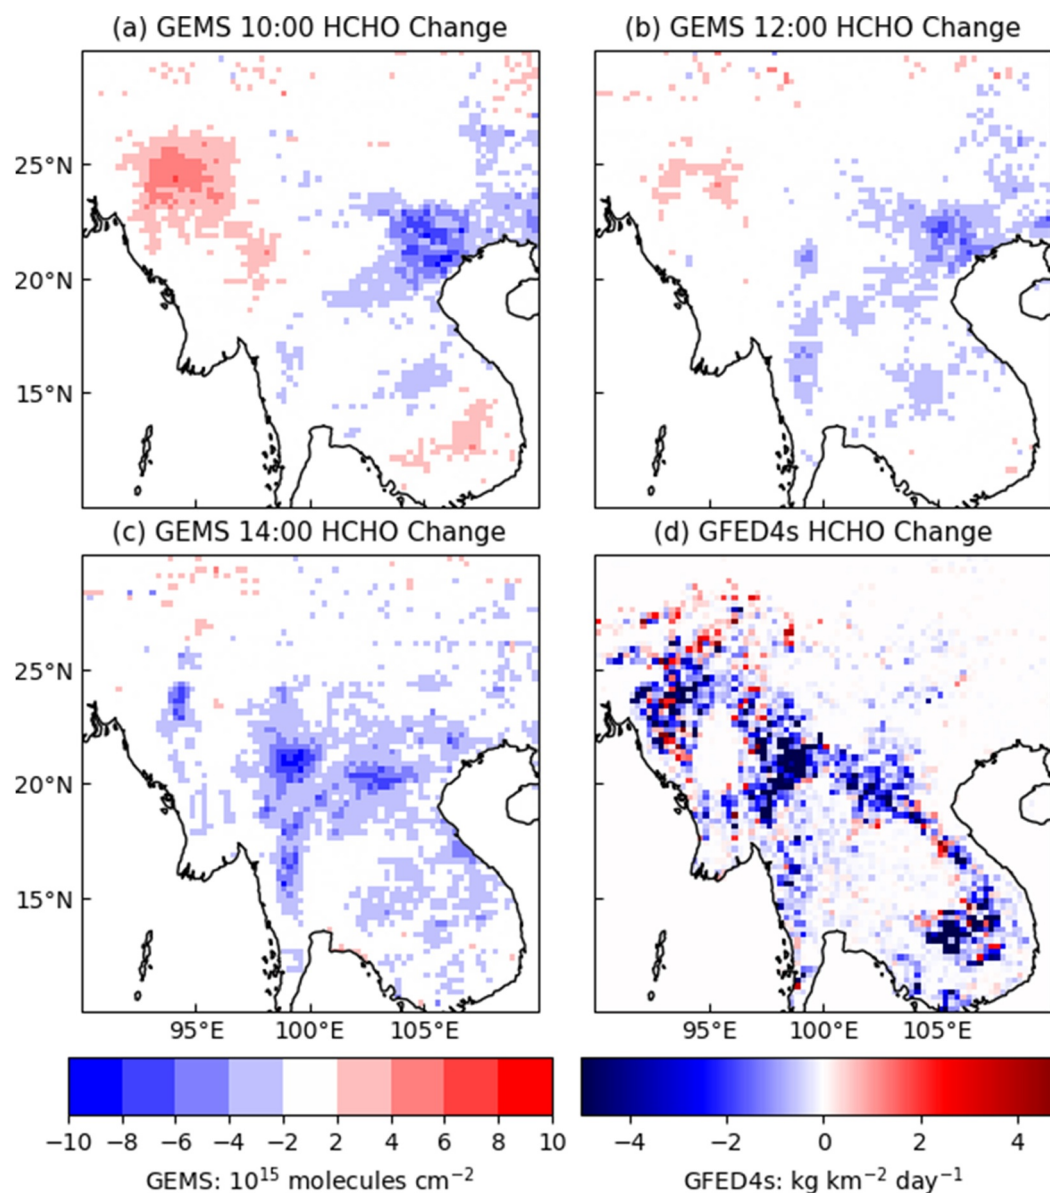 (a) GEMS 10:00 HCHO Change
(b) GEMS 12:00 HCHO Change
25°N
20°N
15°N
(c) GEMS 14:00 HCHO Change
(d) GFED4s HCHO Change
25°N
20°N
15°N
95°E 100°E 105°E
95°E 100°E 105°E
−10 −8 −6 −4 −2 2 4 6 8 10
−4 −2 0 2 4
GEMS: 10¹⁵ molecules cm⁻²
GFED4s: kg km⁻² day⁻¹